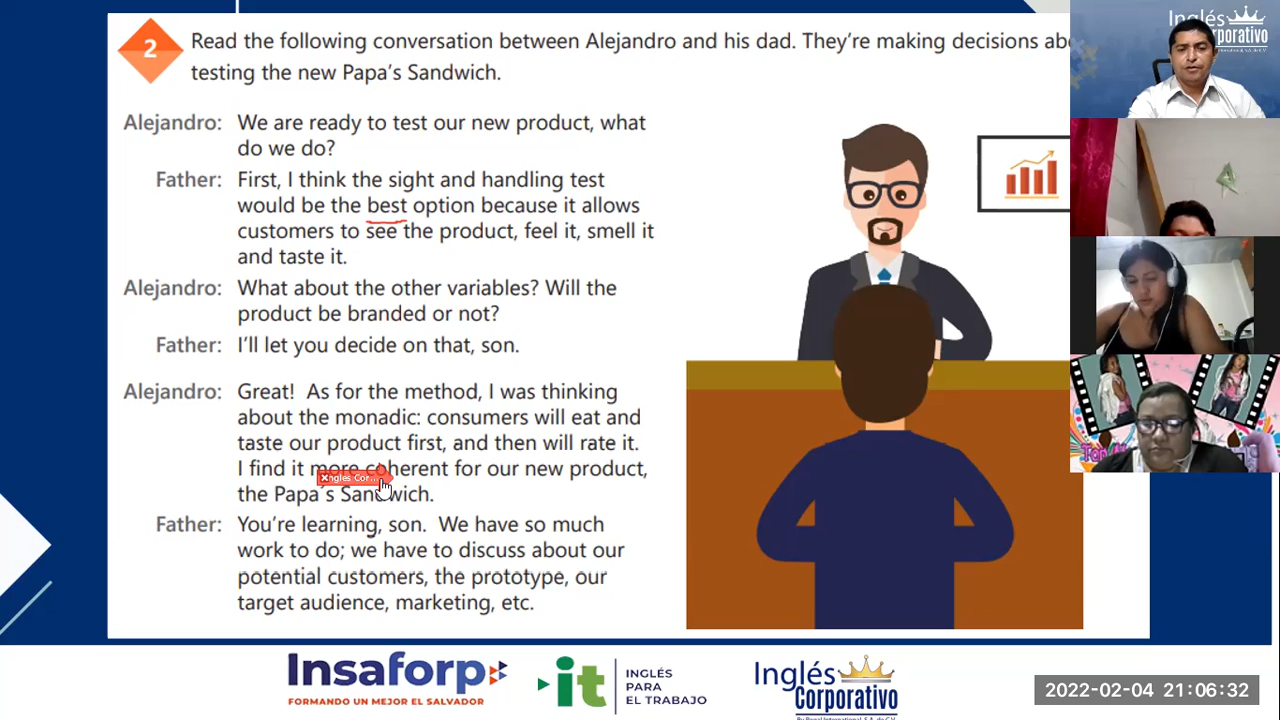 2
Read the following conversation between Alejandro and his dad. They're making decisions
testing the new Papa's Sandwich.
Alejandro: We are ready to test our new product, what
do we do?
Father: First, I think the sight and handling test
would be the best option because it allows
customers to see the product, feel it, smell it
and taste it.
Alejandro: What about the other variables? Will the
product be branded or not?
Father: I'll let you decide on that, son.
Alejandro: Great! As for the method, I was thinking
about the monadic: consumers will eat and
taste our product first, and then will rate it.
I find it more coherent for our new product,
the Papa's Sandwich.
Father: You're learning, son. We have so much
work to do; we have to discuss about our
potential customers, the prototype, our
target audience, marketing, etc.
Inglés
Corporativo
Insaforp
FORMANDO UN MEJOR EL SALVADOR
it
INGLÉS
PARA
EL TRABAJO
Inglés
Corporativo
2022-02-04 21:06:32